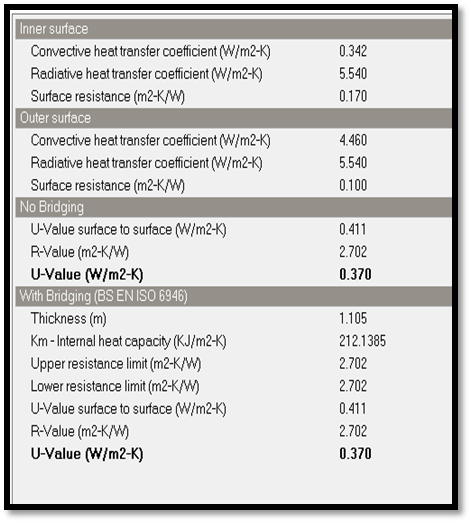 Inner surface
Convective heat transfer coefficient (W/m2-K) 0.342
Radiative heat transfer coefficient (W/m2-K) 5.540
Surface resistance (m2-K/W) 0.170
Outer surface
Convective heat transfer coefficient (W/m2-K) 4.460
Radiative heat transfer coefficient (W/m2-K) 5.540
Surface resistance (m2-K/W) 0.100
No Bridging
U-Value surface to surface (W/m2-K) 0.411
R-Value (m2-K/W) 2.702
U-Value (W/m2-K) 0.370
With Bridging (BS EN ISO 6946)
Thickness (m) 1.105
Km - Internal heat capacity (KJ/m2-K) 212.1385
Upper resistance limit (m2-K/W) 2.702
Lower resistance limit (m2-K/W) 2.702
U-Value surface to surface (W/m2-K) 0.411
R-Value (m2-K/W) 2.702
U-Value (W/m2-K) 0.370